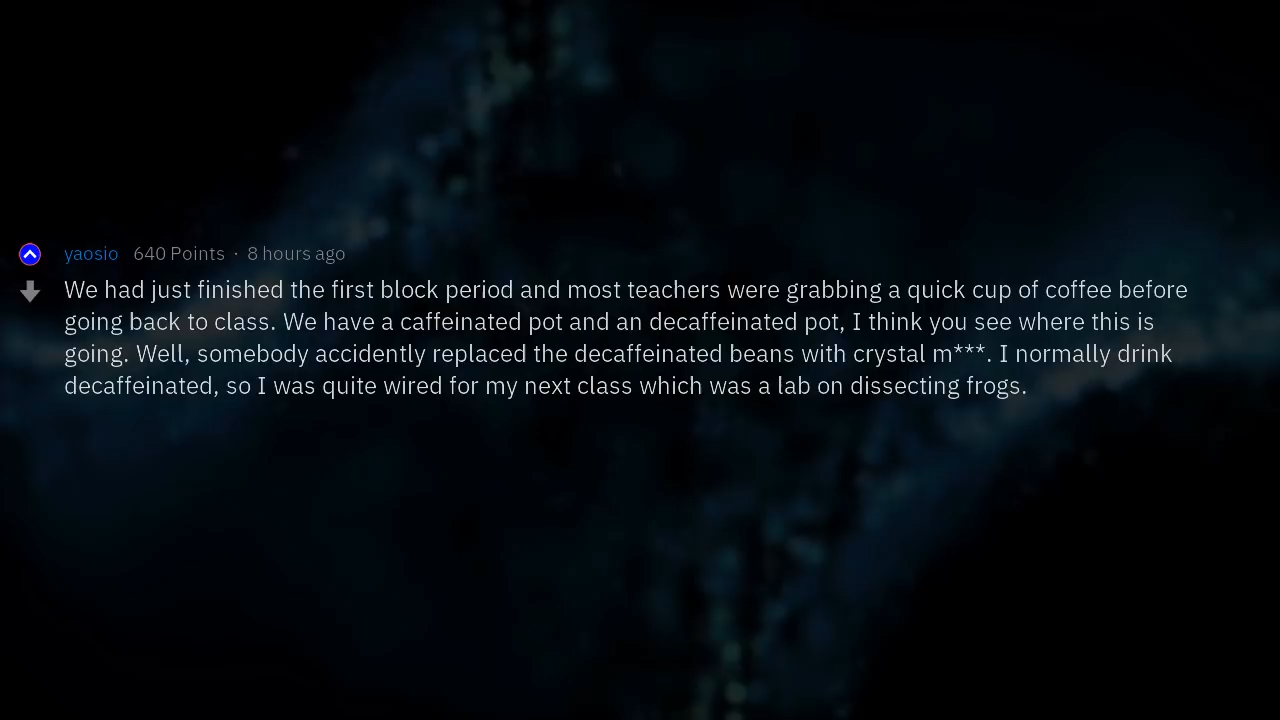 yaosio 640 Points · 8 hours ago
We had just finished the first block period and most teachers were grabbing a quick cup of coffee before
going back to class. We have a caffeinated pot and an decaffeinated pot, I think you see where this is
going. Well, somebody accidently replaced the decaffeinated beans with crystal m***. I normally drink
decaffeinated, so I was quite wired for my next class which was a lab on dissecting frogs.